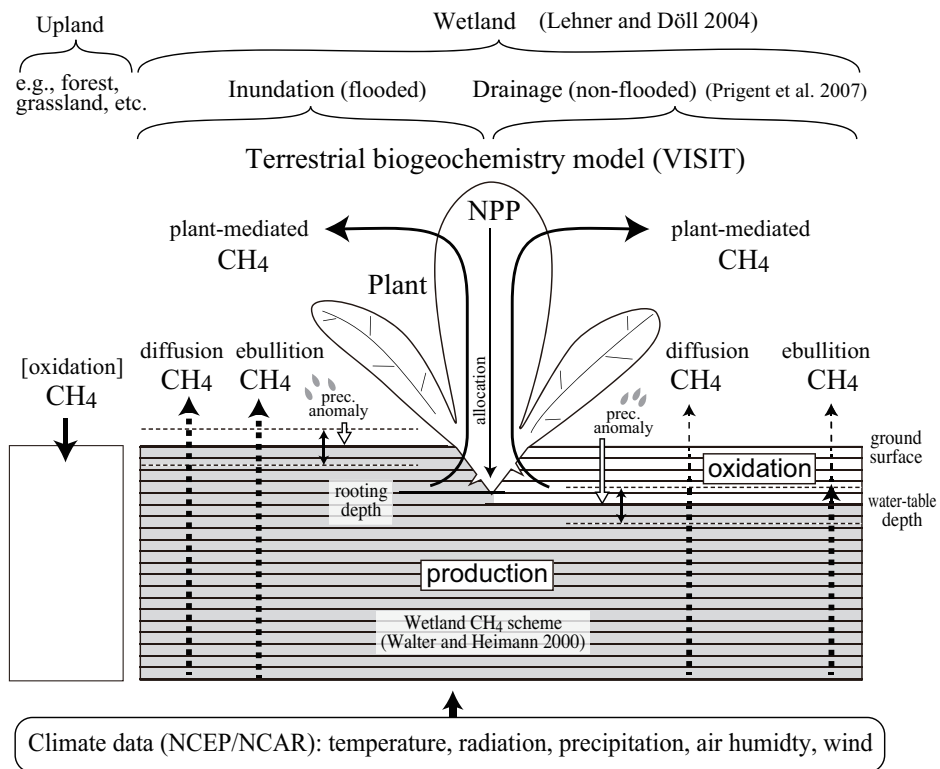 Upland
Wetland (Lehner and Döll 2004)
e.g., forest,
grassland, etc.
Inundation (flooded)
Drainage (non-flooded) (Prigent et al. 2007)
Terrestrial biogeochemistry model (VISIT)
NPP
plant-mediated
CH4
plant-mediated
CH4
Plant
allocation
[oxidation]
CH4
diffusion
CH4
ebullition
CH4
prec.
anomaly
prec.
anomaly
diffusion
CH4
ebullition
CH4
ground
surface
oxidation
rooting
depth
water-table
depth
production
Wetland CH4 scheme
(Walter and Heimann 2000)
Climate data (NCEP/NCAR): temperature, radiation, precipitation, air humidty, wind